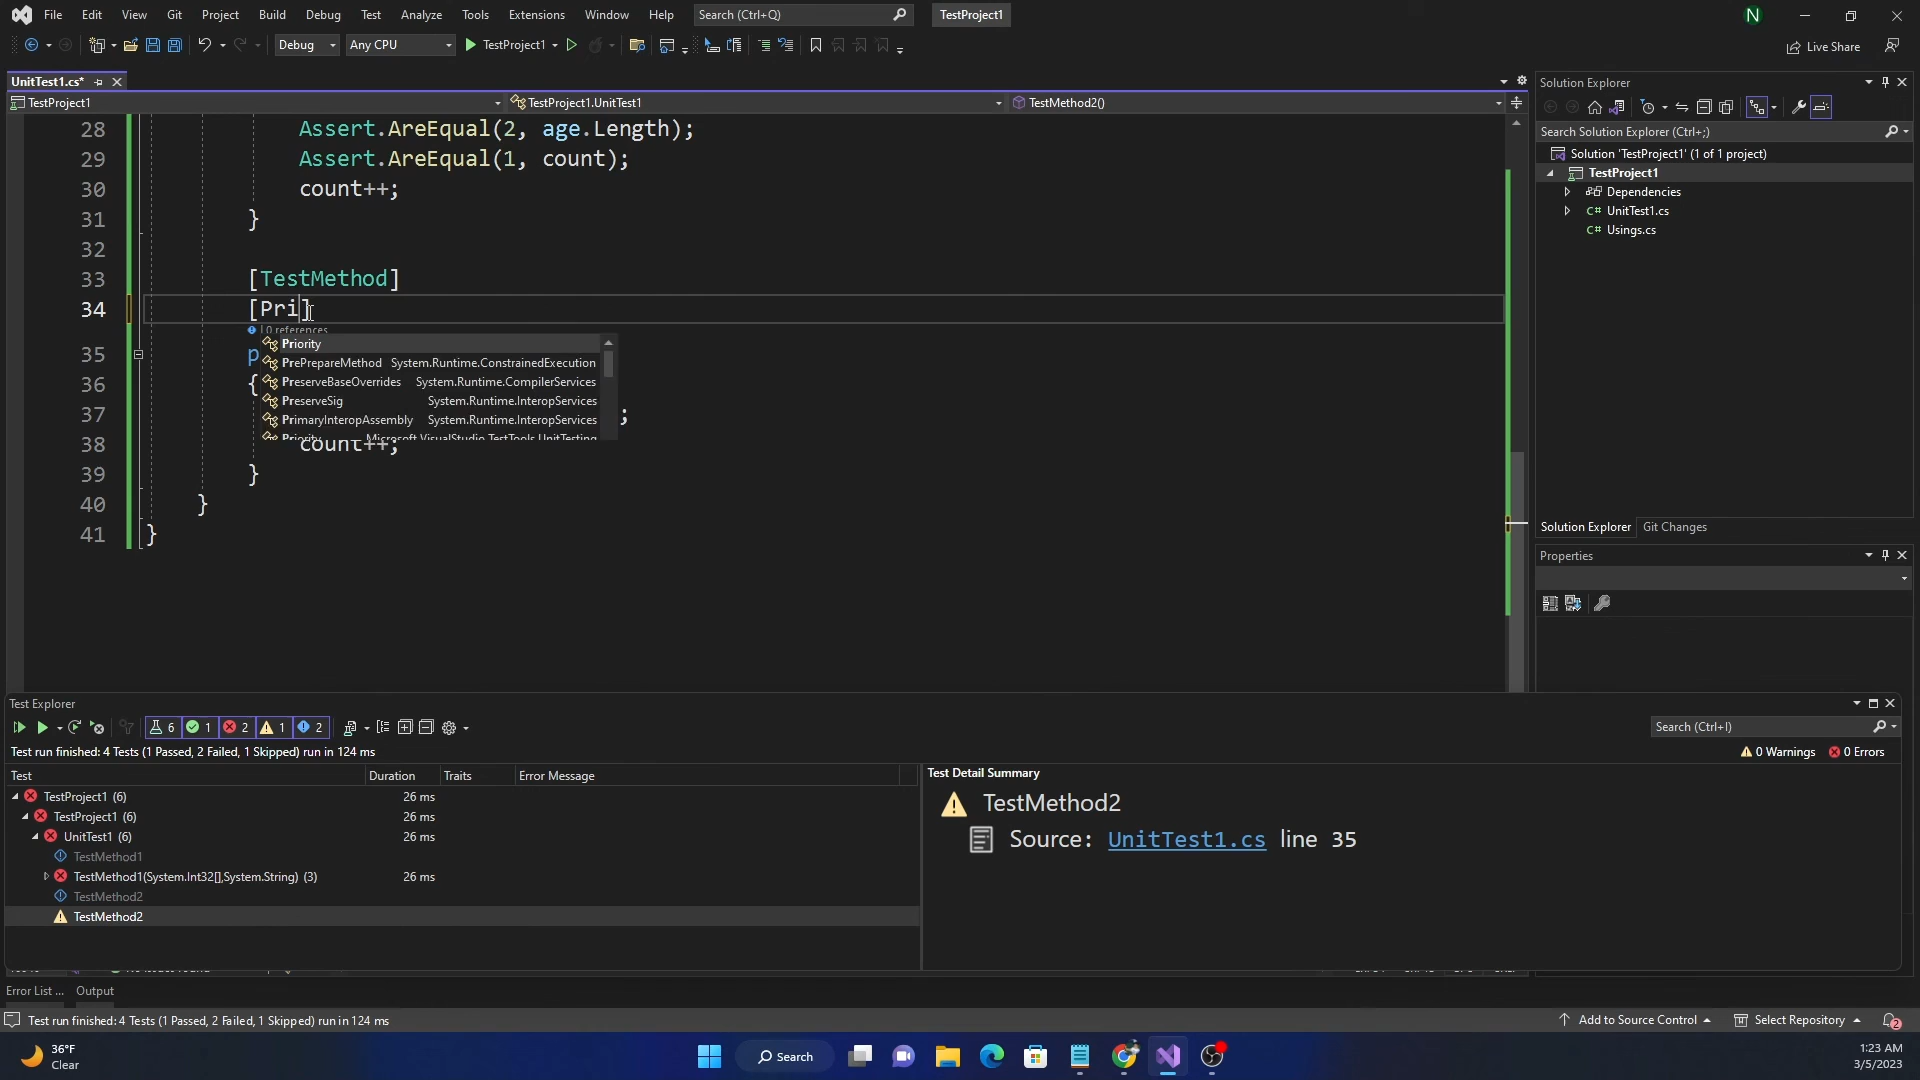 File Edit View Git Project Build Debug Test Analyze Tools Extensions Window Help Search (Ctrl+Q) TestProject1 N
Debug Any CPU TestProject1 Live Share
UnitTest1.cs*
TestProject1 TestProject1.UnitTest1 TestMethod2()
28 Assert.AreEqual(2, age.Length);
29 Assert.AreEqual(1, count);
30 count++;
31 }
32
33 [TestMethod]
34 [Pri]
0 references
35 p
36 {
37 ;
38 count++;
39 }
40 }
41 }
Priority
PrePrepareMethod System.Runtime.ConstrainedExecution
PreserveBaseOverrides System.Runtime.CompilerServices
PreserveSig System.Runtime.InteropServices
PrimaryInteropAssembly System.Runtime.InteropServices
Priority Microsoft.VisualStudio.TestTools.UnitTesting
Solution Explorer
Search Solution Explorer (Ctrl+;)
Solution 'TestProject1' (1 of 1 project)
TestProject1
Dependencies
C# UnitTest1.cs
C# Usings.cs
Solution Explorer Git Changes
Properties
Test Explorer
6 1 2 1 2 Search (Ctrl+I)
Test run finished: 4 Tests (1 Passed, 2 Failed, 1 Skipped) run in 124 ms 0 Warnings 0 Errors
Test Duration Traits Error Message
TestProject1 (6) 26 ms
TestProject1 (6) 26 ms
UnitTest1 (6) 26 ms
TestMethod1
TestMethod1(System.Int32[],System.String) (3) 26 ms
TestMethod2
TestMethod2
Test Detail Summary
TestMethod2
Source: UnitTest1.cs line 35
Error List ... Output
Test run finished: 4 Tests (1 Passed, 2 Failed, 1 Skipped) run in 124 ms Add to Source Control Select Repository 2
36°F
Clear
Search
1:23 AM
3/5/2023